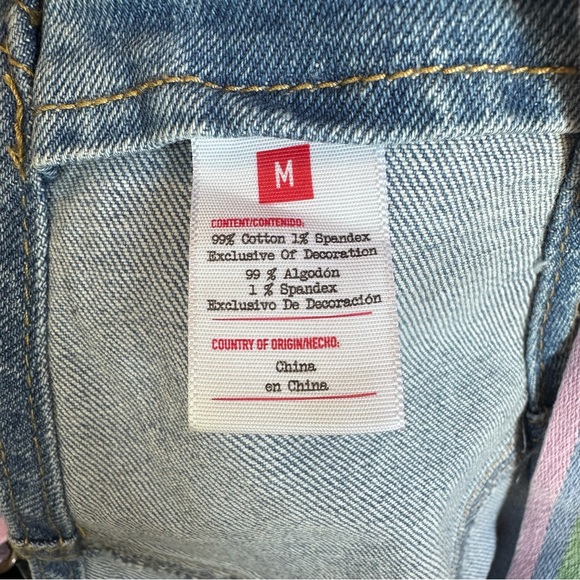 M
CONTENT/CONTENIDO:
99% Cotton 1% Spandex
Exclusive Of Decoration
99 % Algodón
1 % Spandex
Exclusivo De Decoración
COUNTRY OF ORIGIN/HECHO:
China
en China